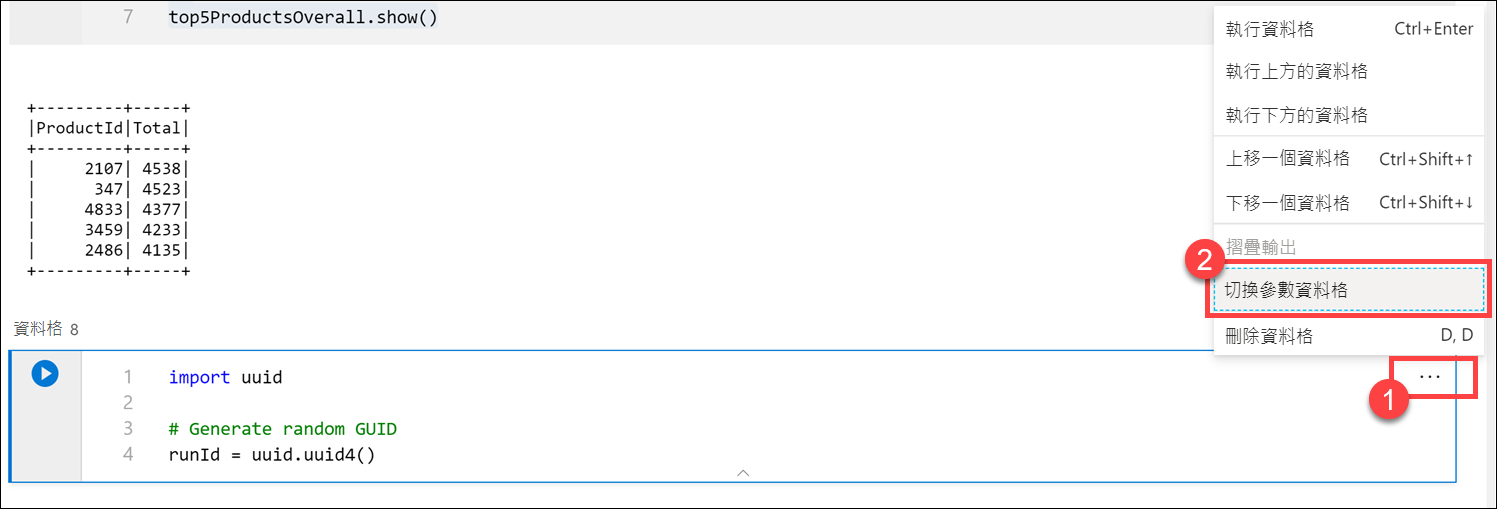 7 top5ProductsOverall.show()
+---------+-----+
|ProductId|Total|
+---------+-----+
|     2107| 4538|
|      347| 4523|
|     4833| 4377|
|     3459| 4233|
|     2486| 4135|
+---------+-----+
執行資料格 Ctrl+Enter
執行上方的資料格
執行下方的資料格
上移一個資料格 Ctrl+Shift+↑
下移一個資料格 Ctrl+Shift+↓
摺疊輸出
2
切換參數資料格
刪除資料格 D, D
資料格 8
1 import uuid
2
3 # Generate random GUID
4 runId = uuid.uuid4()
...
1